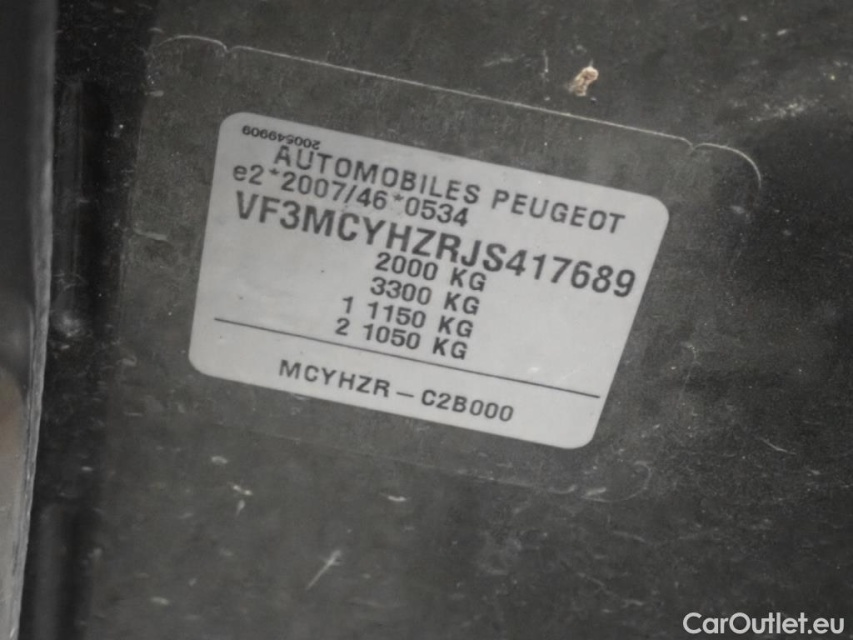 200549909
AUTOMOBILES PEUGEOT
e2*2007/46*0534
VF3MCYHZRJS417689
2000 KG
3300 KG
1 1150 KG
2 1050 KG
MCYHZR – C2B000
CarOutlet.eu